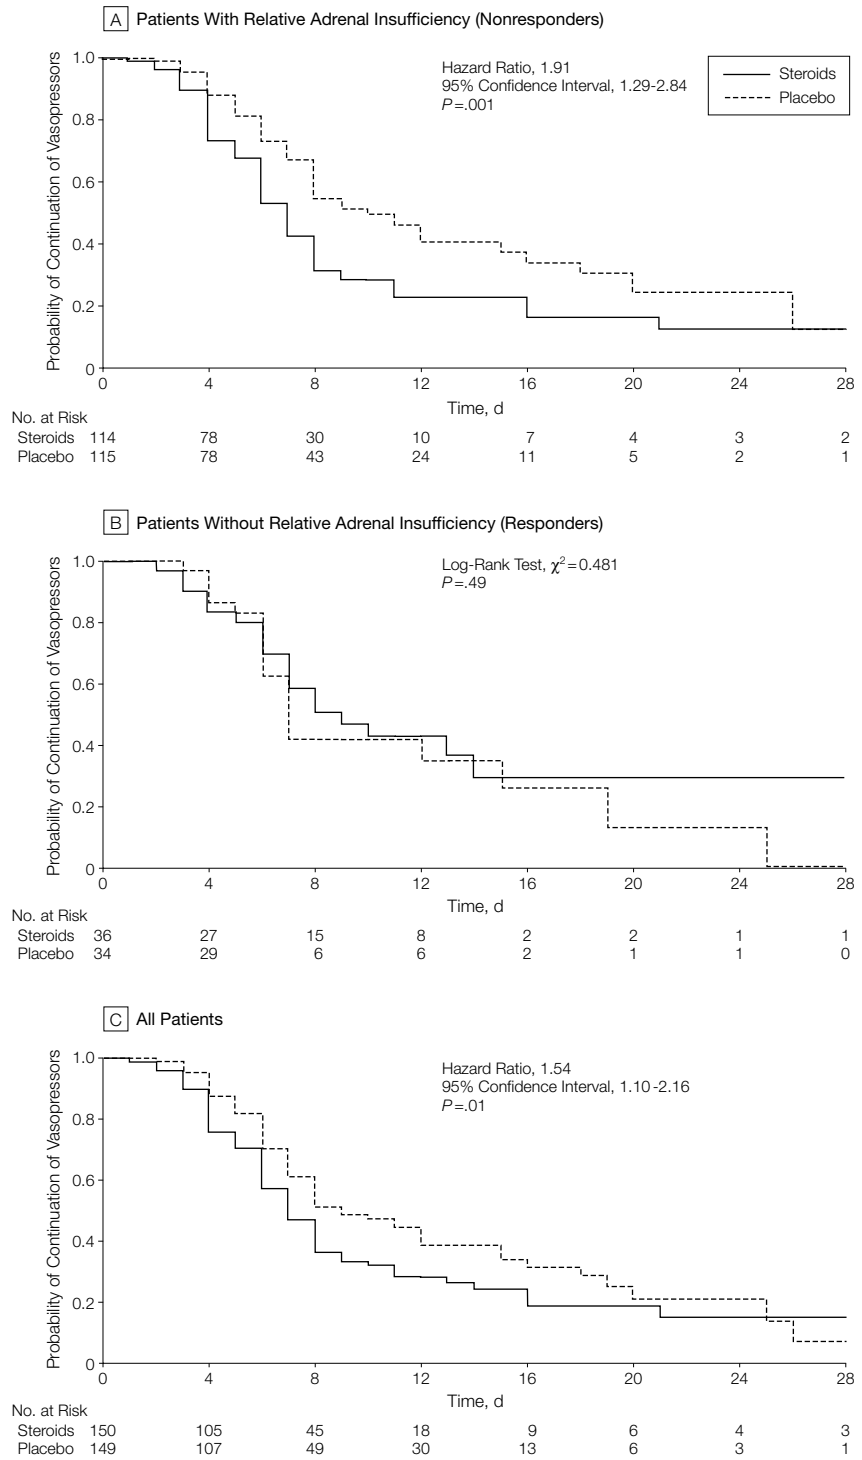 A Patients With Relative Adrenal Insufficiency (Nonresponders)
Probability of Continuation of Vasopressors
1.0
0.8
0.6
0.4
0.2
0
Hazard Ratio, 1.91
95% Confidence Interval, 1.29-2.84
P=.001
Steroids
Placebo
0 4 8 12 16 20 24 28
Time, d
No. at Risk
Steroids 114 78 30 10 7 4 3 2
Placebo 115 78 43 24 11 5 2 1
B Patients Without Relative Adrenal Insufficiency (Responders)
Probability of Continuation of Vasopressors
1.0
0.8
0.6
0.4
0.2
0
Log-Rank Test, χ²=0.481
P=.49
0 4 8 12 16 20 24 28
Time, d
No. at Risk
Steroids 36 27 15 8 2 2 1 1
Placebo 34 29 6 6 2 1 1 0
C All Patients
Probability of Continuation of Vasopressors
1.0
0.8
0.6
0.4
0.2
0
Hazard Ratio, 1.54
95% Confidence Interval, 1.10-2.16
P=.01
0 4 8 12 16 20 24 28
Time, d
No. at Risk
Steroids 150 105 45 18 9 6 4 3
Placebo 149 107 49 30 13 6 3 1